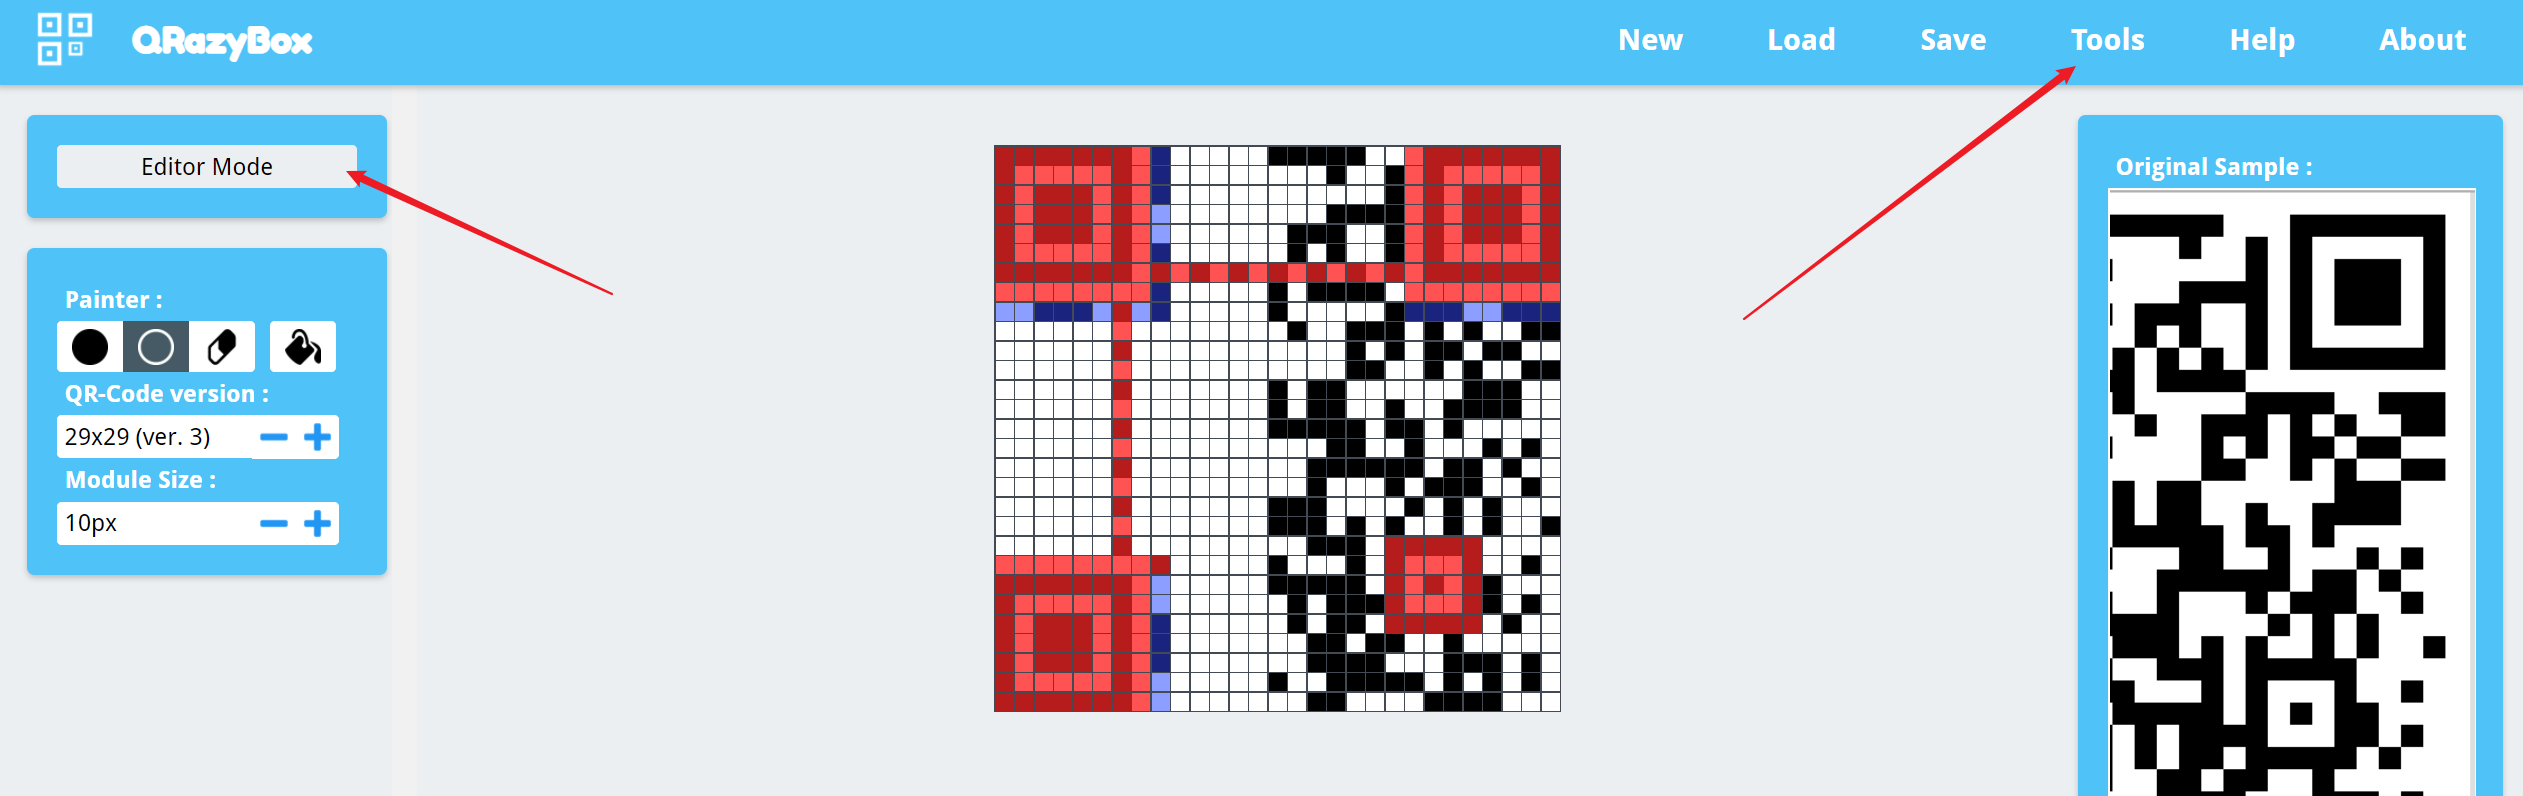 QRazyBox
New
Load
Save
Tools
Help
About
Editor Mode
Painter :
QR-Code version :
29x29 (ver. 3)
Module Size :
10px
Original Sample :